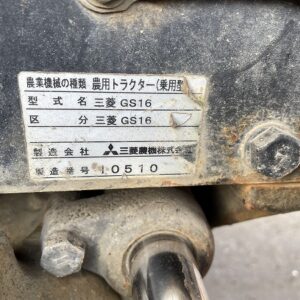 農業機械の種類 農用トラクター(乗用型
型式名 三菱 GS16
区分 三菱 GS16
製造会社 三菱農機株式会
製造番号 10510